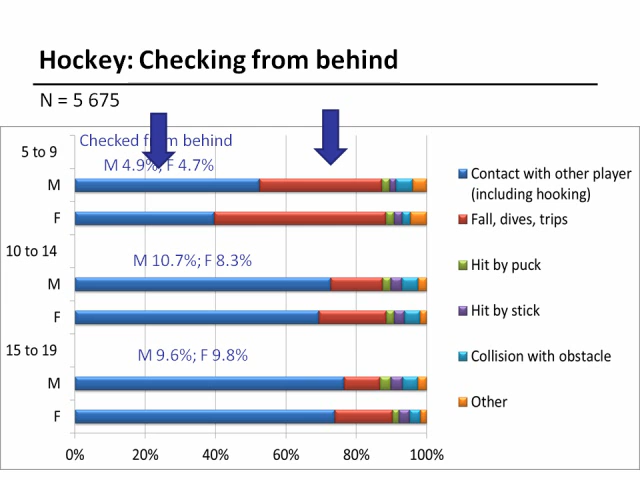 Hockey: Checking from behind
N = 5 675
Checked from behind
M 4.9%; F 4.7%
5 to 9
M
F
10 to 14
M 10.7%; F 8.3%
M
F
15 to 19
M 9.6%; F 9.8%
M
F
0%
20%
40%
60%
80%
100%
Contact with other player
(including hooking)
Fall, dives, trips
Hit by puck
Hit by stick
Collision with obstacle
Other